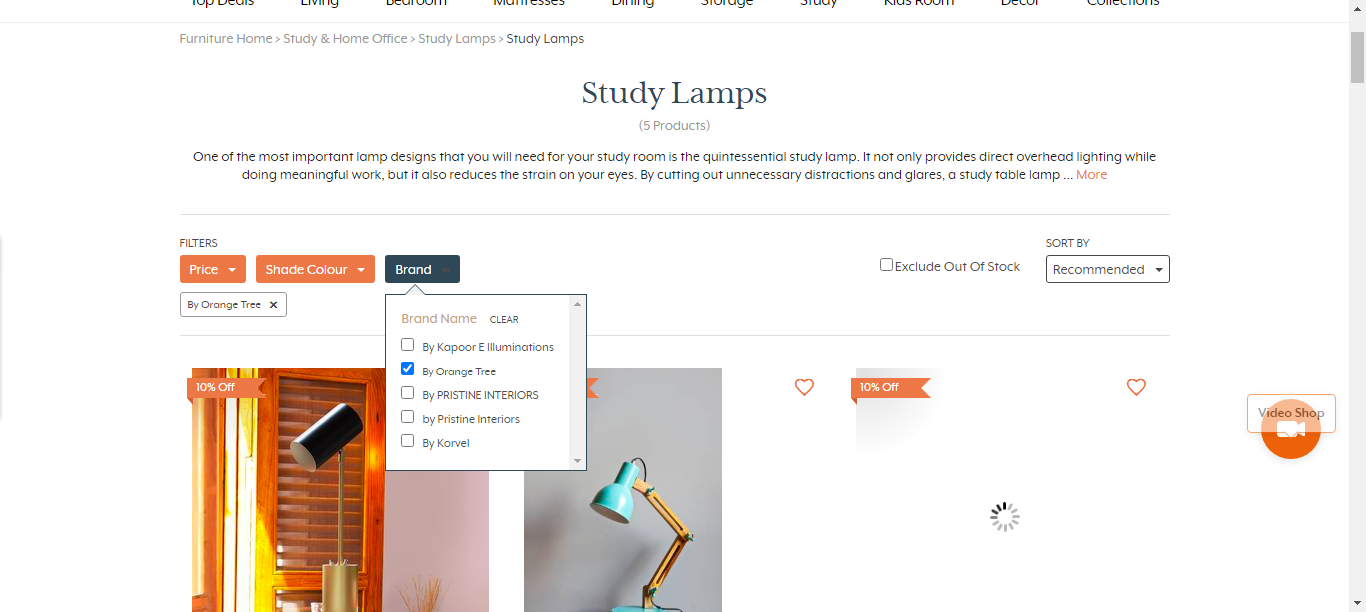 Top Deals Living Bedroom Mattresses Dining Storage Study Kids Room Decor Collections
Furniture Home > Study & Home Office > Study Lamps > Study Lamps
Study Lamps
(5 Products)
One of the most important lamp designs that you will need for your study room is the quintessential study lamp. It not only provides direct overhead lighting while
doing meaningful work, but it also reduces the strain on your eyes. By cutting out unnecessary distractions and glares, a study table lamp ... More
FILTERS
SORT BY
Price Shade Colour Brand
Exclude Out Of Stock
Recommended
By Orange Tree ×
Brand Name CLEAR
By Kapoor E Illuminations
By Orange Tree
By PRISTINE INTERIORS
by Pristine Interiors
By Korvel
10% Off
10% Off
Video Shop